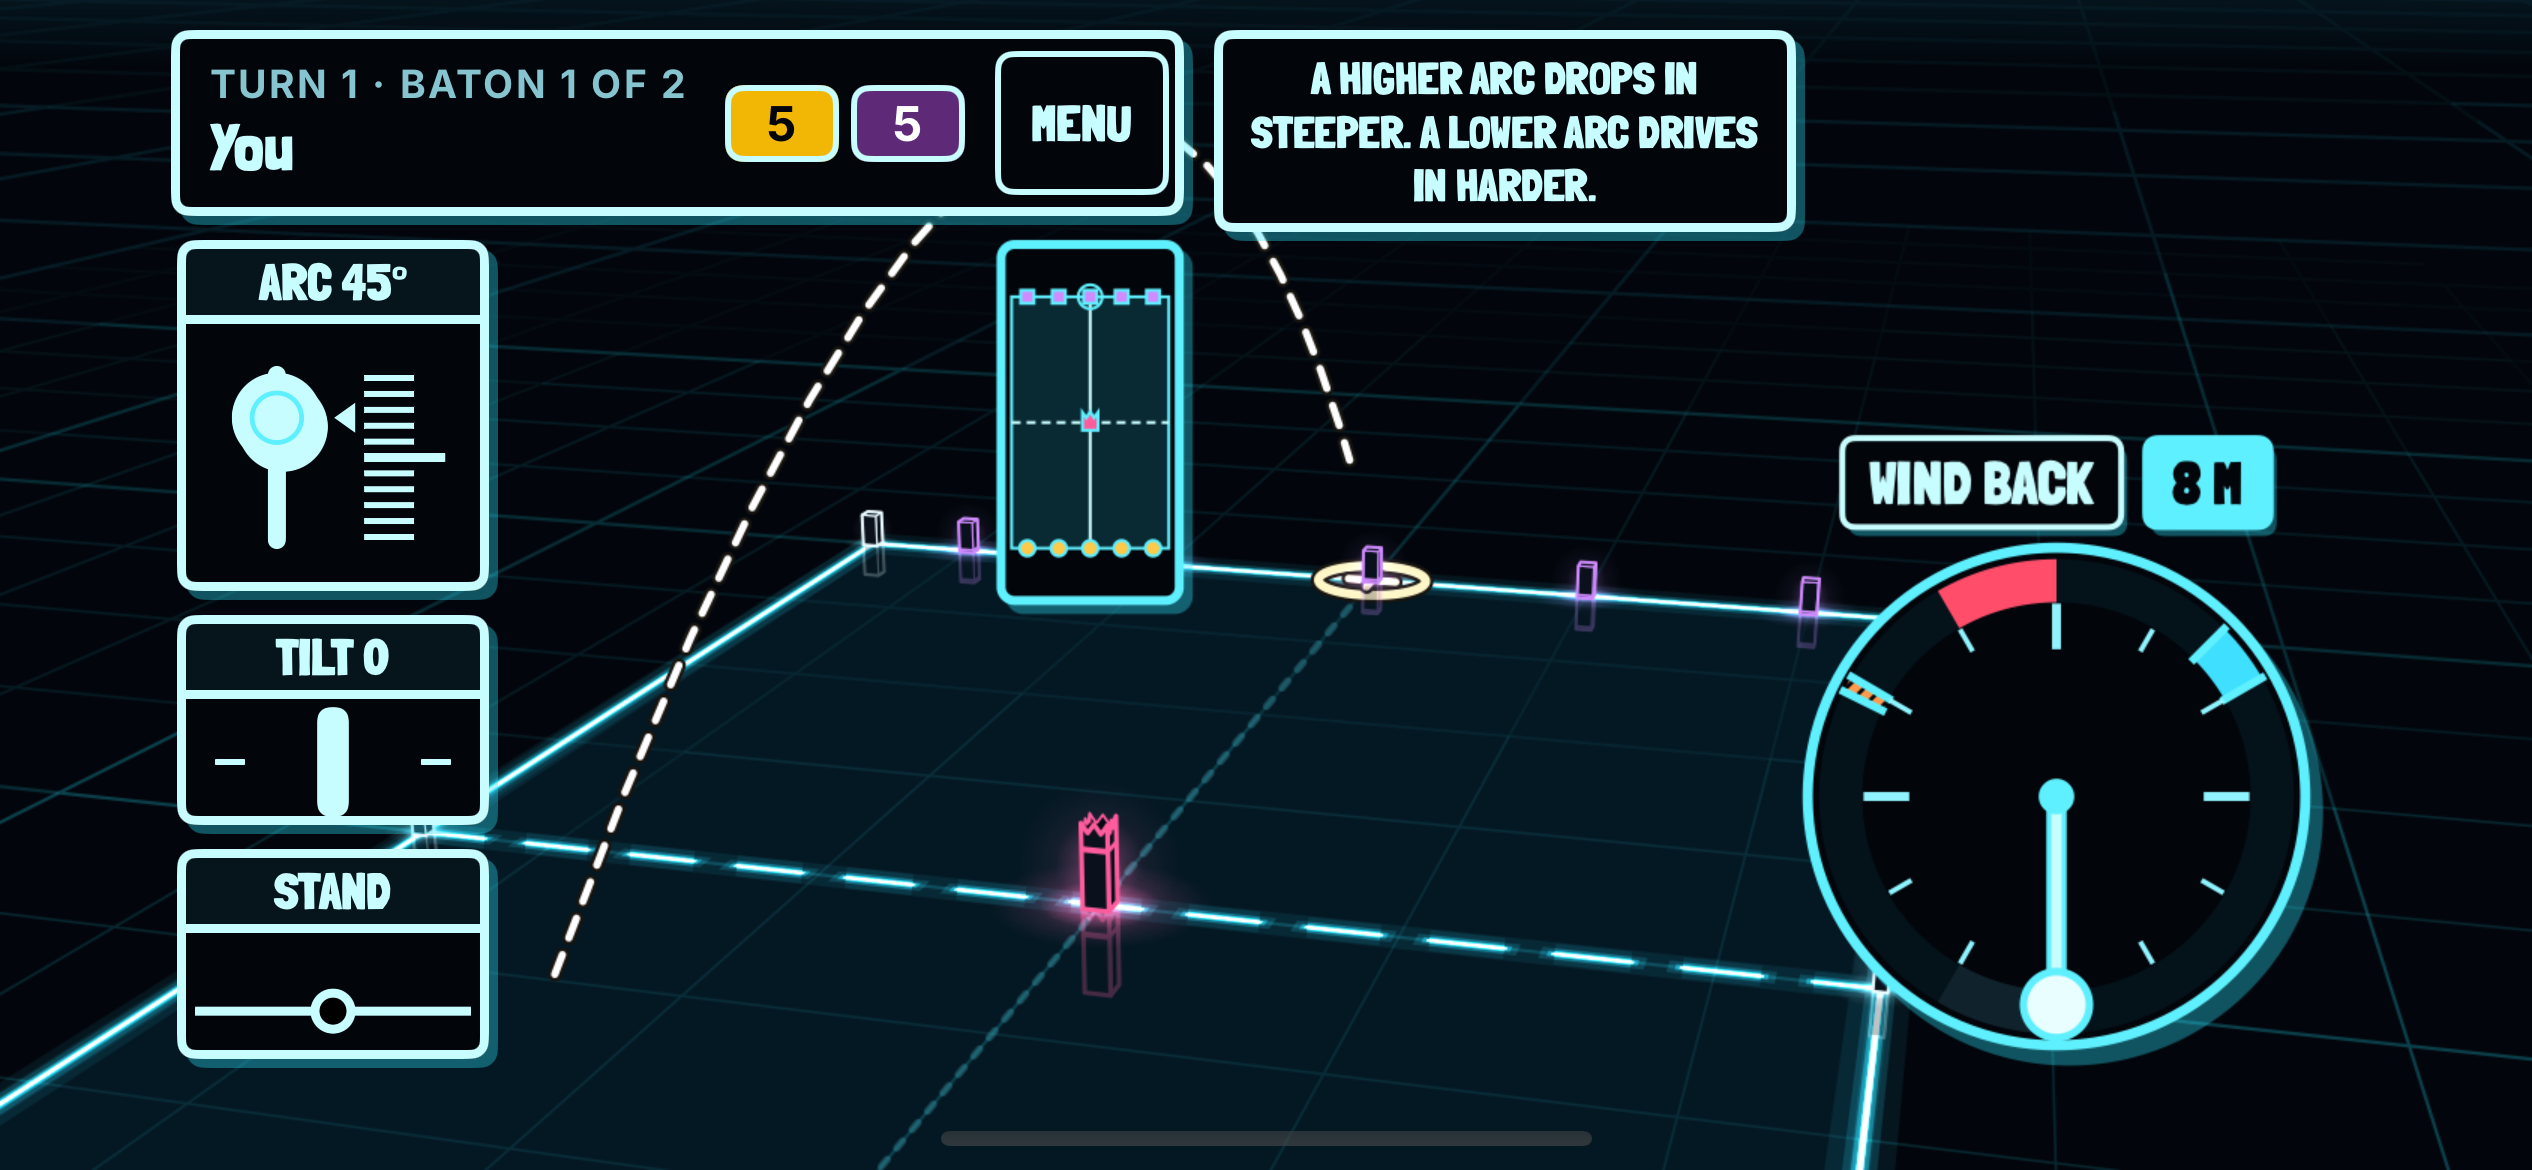 TURN 1 · BATON 1 OF 2
You
5
5
MENU
A HIGHER ARC DROPS IN
STEEPER. A LOWER ARC DRIVES
IN HARDER.
ARC 45°
TILT 0
STAND
WIND BACK
8 M